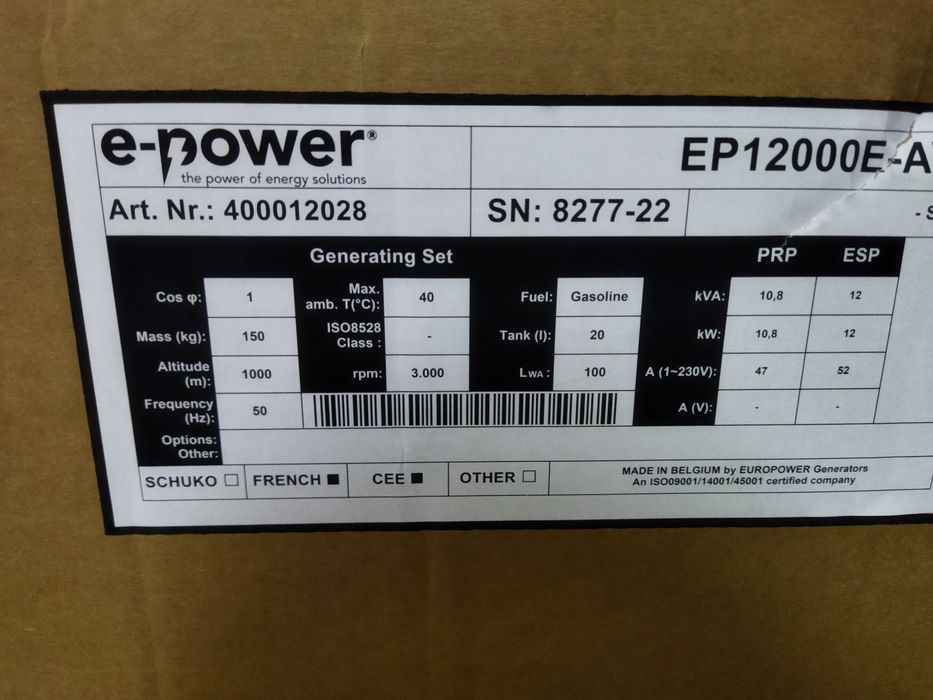 e-power®
the power of energy solutions
EP12000E-A
Art. Nr.: 400012028
SN: 8277-22
- S
Generating Set
PRP ESP
Cos φ: 1
Max. amb. T(°C): 40
Fuel: Gasoline
kVA: 10,8 12
Mass (kg): 150
ISO8528 Class : -
Tank (l): 20
kW: 10,8 12
Altitude (m): 1000
rpm: 3.000
LWA : 100
A (1~230V): 47 52
Frequency (Hz): 50
A (V): - -
Options:
Other:
SCHUKO ☐ FRENCH ■ CEE ■ OTHER ☐
MADE IN BELGIUM by EUROPOWER Generators
An ISO09001/14001/45001 certified company